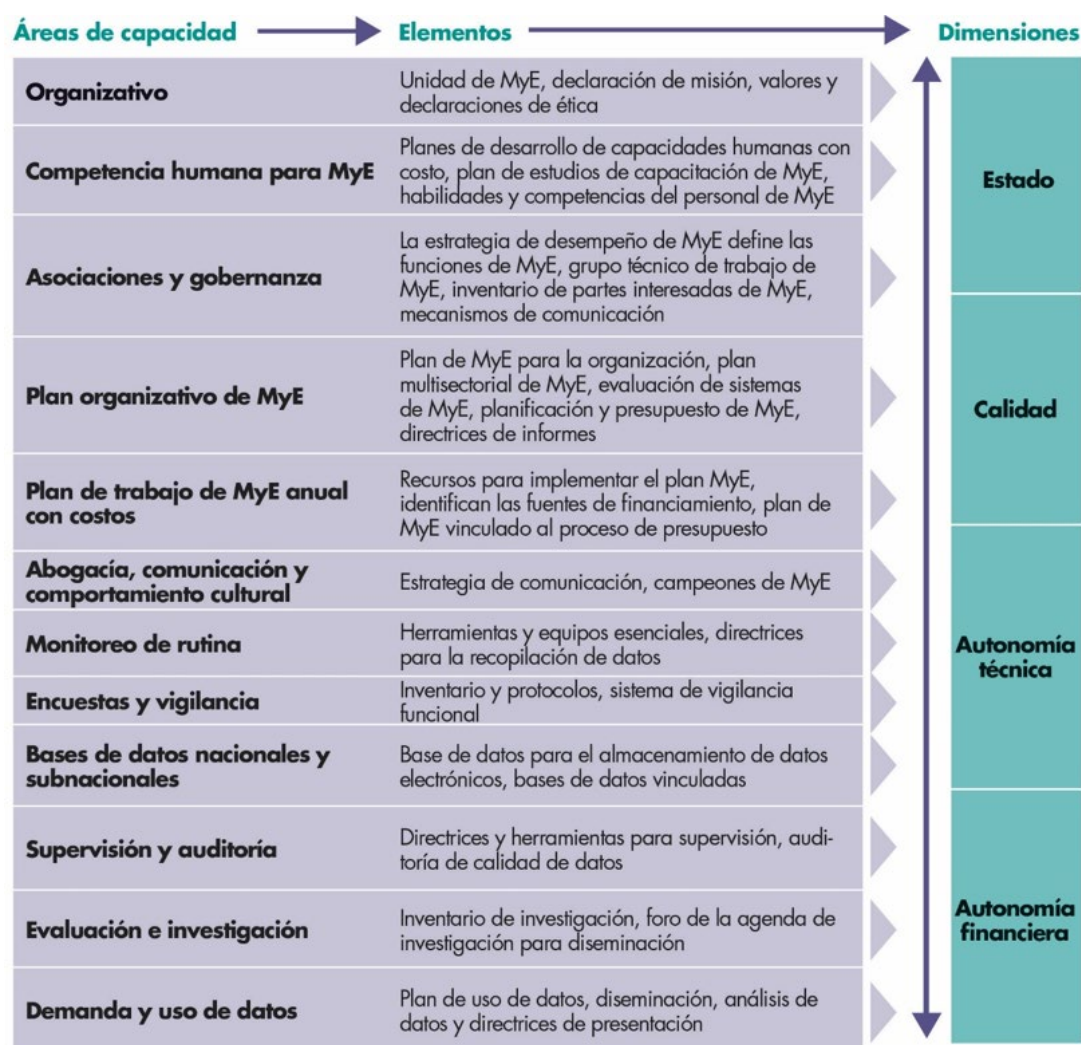 Áreas de capacidad
Elementos
Dimensiones
Organizativo
Unidad de MyE, declaración de misión, valores y
declaraciones de ética
Competencia humana para MyE
Planes de desarrollo de capacidades humanas con
costo, plan de estudios de capacitación de MyE,
habilidades y competencias del personal de MyE
Asociaciones y gobernanza
La estrategia de desempeño de MyE define las
funciones de MyE, grupo técnico de trabajo de
MyE, inventario de partes interesadas de MyE,
mecanismos de comunicación
Plan organizativo de MyE
Plan de MyE para la organización, plan
multisectorial de MyE, evaluación de sistemas
de MyE, planificación y presupuesto de MyE,
directrices de informes
Plan de trabajo de MyE anual
con costos
Recursos para implementar el plan MyE,
identifican las fuentes de financiamiento, plan de
MyE vinculado al proceso de presupuesto
Abogacía, comunicación y
comportamiento cultural
Estrategia de comunicación, campeones de MyE
Monitoreo de rutina
Herramientas y equipos esenciales, directrices
para la recopilación de datos
Encuestas y vigilancia
Inventario y protocolos, sistema de vigilancia
funcional
Bases de datos nacionales y
subnacionales
Base de datos para el almacenamiento de datos
electrónicos, bases de datos vinculadas
Supervisión y auditoría
Directrices y herramientas para supervisión, audi-
toría de calidad de datos
Evaluación e investigación
Inventario de investigación, foro de la agenda de
investigación para diseminación
Demanda y uso de datos
Plan de uso de datos, diseminación, análisis de
datos y directrices de presentación
Estado
Calidad
Autonomía
técnica
Autonomía
financiera